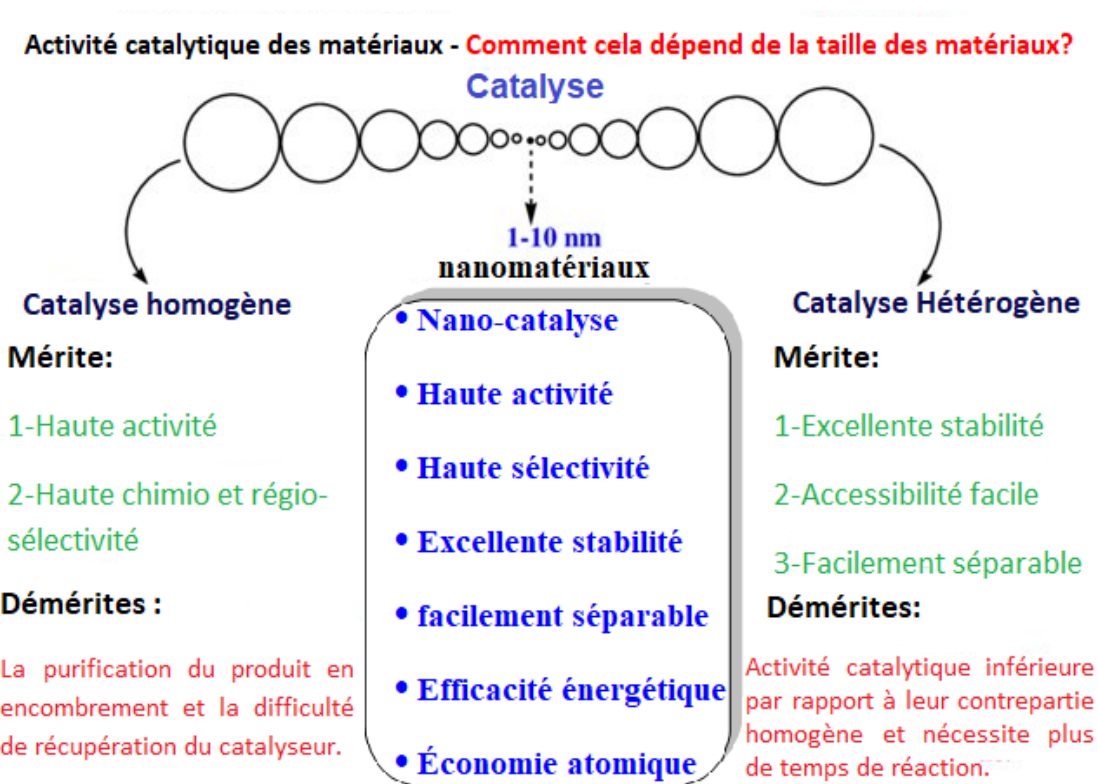 Activité catalytique des matériaux - Comment cela dépend de la taille des matériaux?
Catalyse
1-10 nm
nanomatériaux
Catalyse homogène
Mérite:
1-Haute activité
2-Haute chimio et régio-
sélectivité
Démérites :
La purification du produit en
encombrement et la difficulté
de récupération du catalyseur.
• Nano-catalyse
• Haute activité
• Haute sélectivité
• Excellente stabilité
• facilement séparable
• Efficacité énergétique
• Économie atomique
Catalyse Hétérogène
Mérite:
1-Excellente stabilité
2-Accessibilité facile
3-Facilement séparable
Démérites:
Activité catalytique inférieure
par rapport à leur contrepartie
homogène et nécessite plus
de temps de réaction.